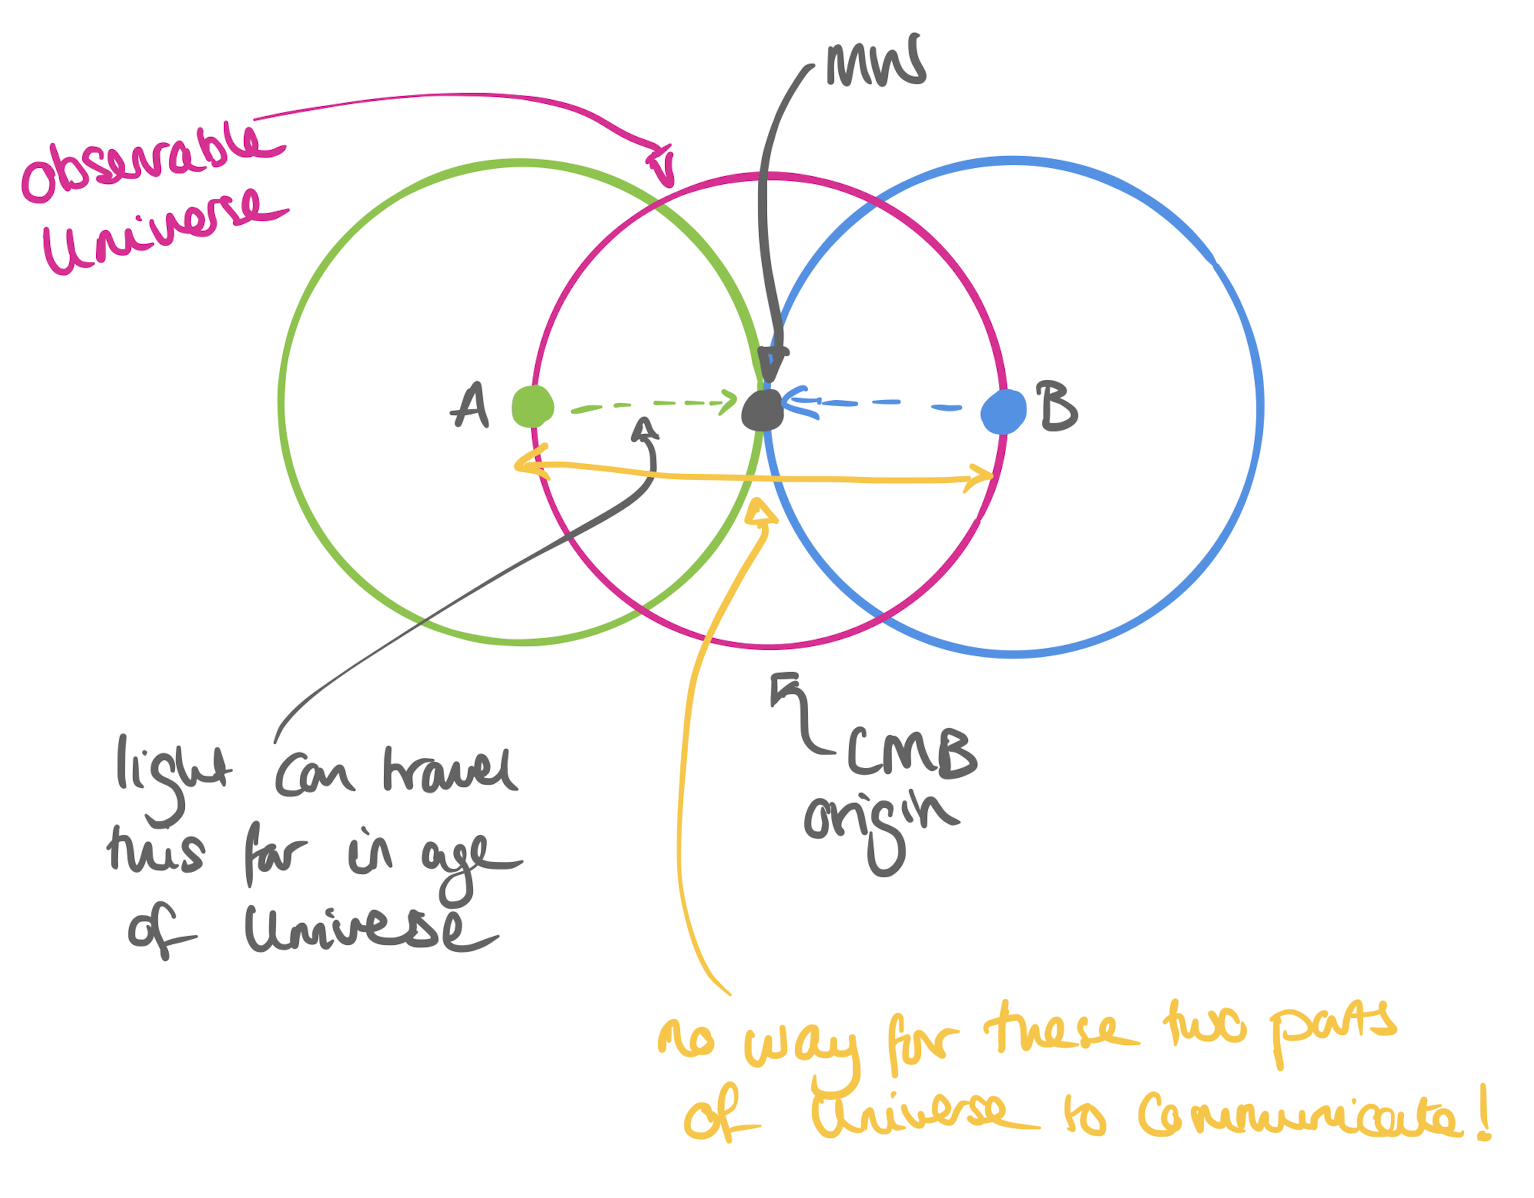 MW
Observable
Universe
A
B
CMB
origin
light can travel
this far in age
of Universe
no way for these two parts
of Universe to communicate!